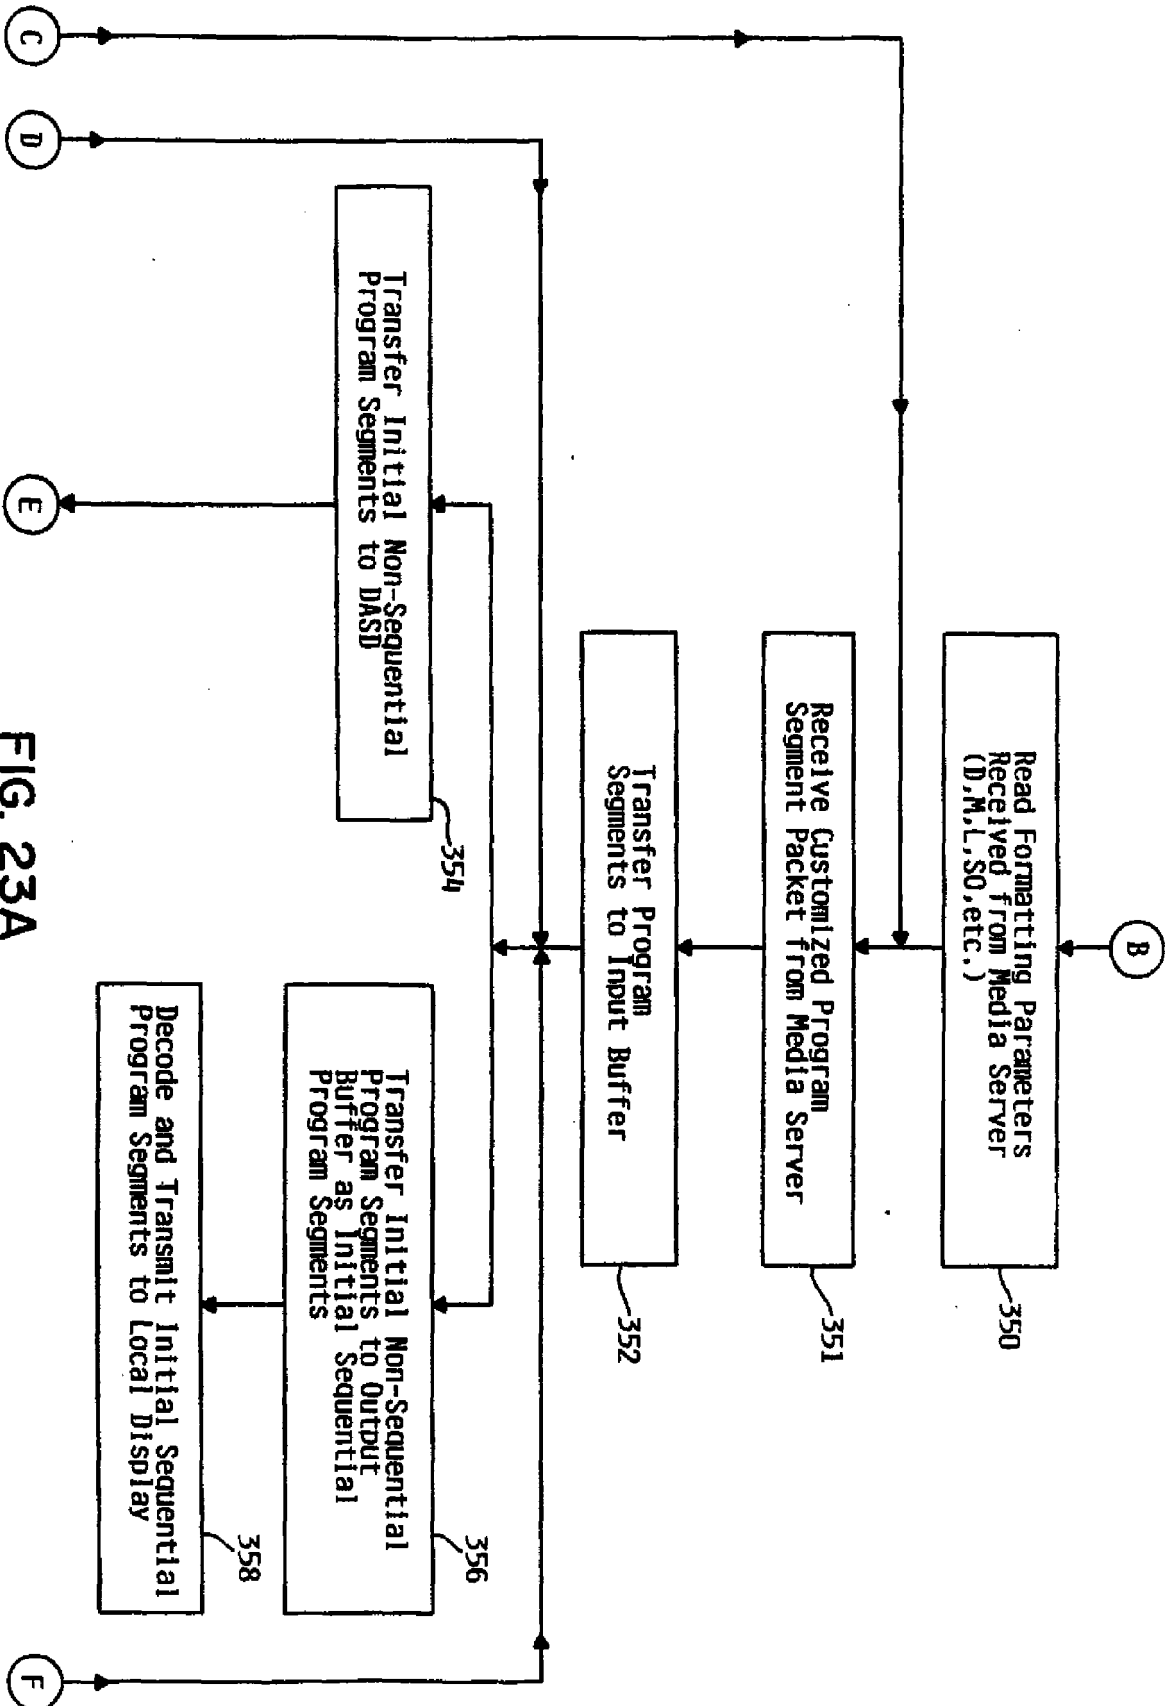 B
Read Formatting Parameters
Received from Media Server
(D,M,L,SO,etc.)
350
Receive Customized Program
Segment Packet from Media Server
351
Transfer Program
Segments to Input Buffer
352
Transfer Initial Non-Sequential
Program Segments to DASD
354
Transfer Initial Non-Sequential
Program Segments to Output
Buffer as Initial Sequential
Program Segments
356
Decode and Transmit Initial Sequential
Program Segments to Local Display
358
C
D
E
F
FIG. 23A